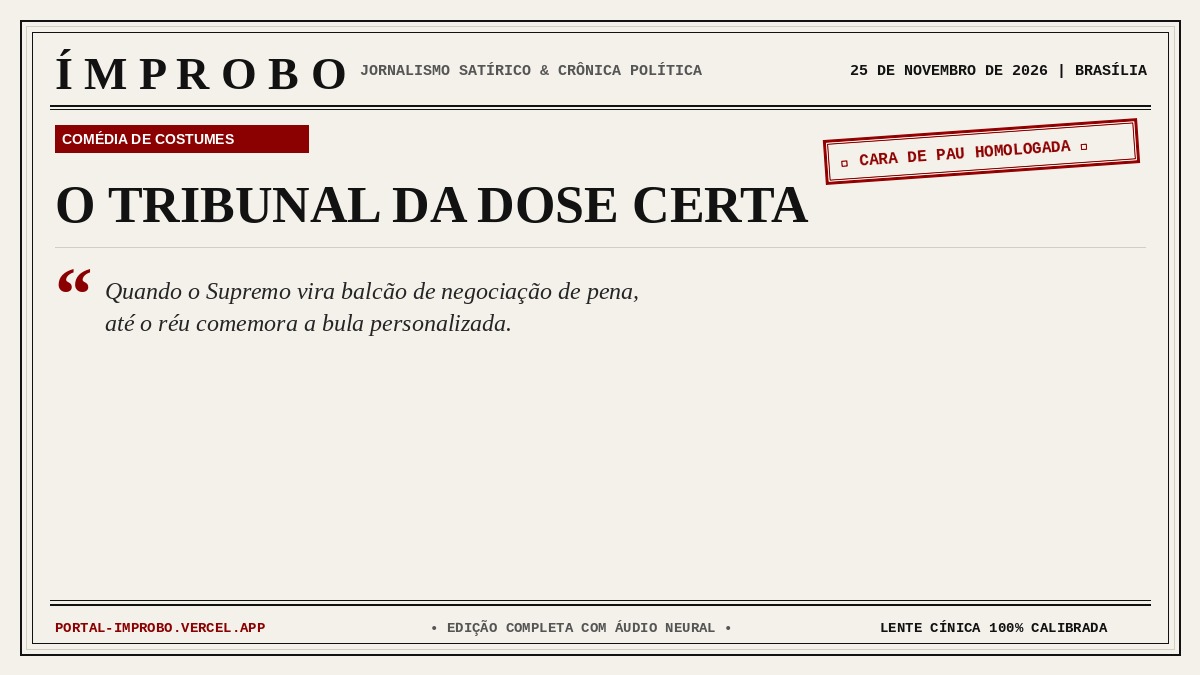 ÍMPROBO
JORNALISMO SATÍRICO & CRÔNICA POLÍTICA
25 DE NOVEMBRO DE 2026 | BRASÍLIA
COMÉDIA DE COSTUMES
CARA DE PAU HOMOLOGADA
O TRIBUNAL DA DOSE CERTA
“ Quando o Supremo vira balcão de negociação de pena,
até o réu comemora a bula personalizada.
PORTAL-IMPROBO.VERCEL.APP
• EDIÇÃO COMPLETA COM ÁUDIO NEURAL •
LENTE CÍNICA 100% CALIBRADA